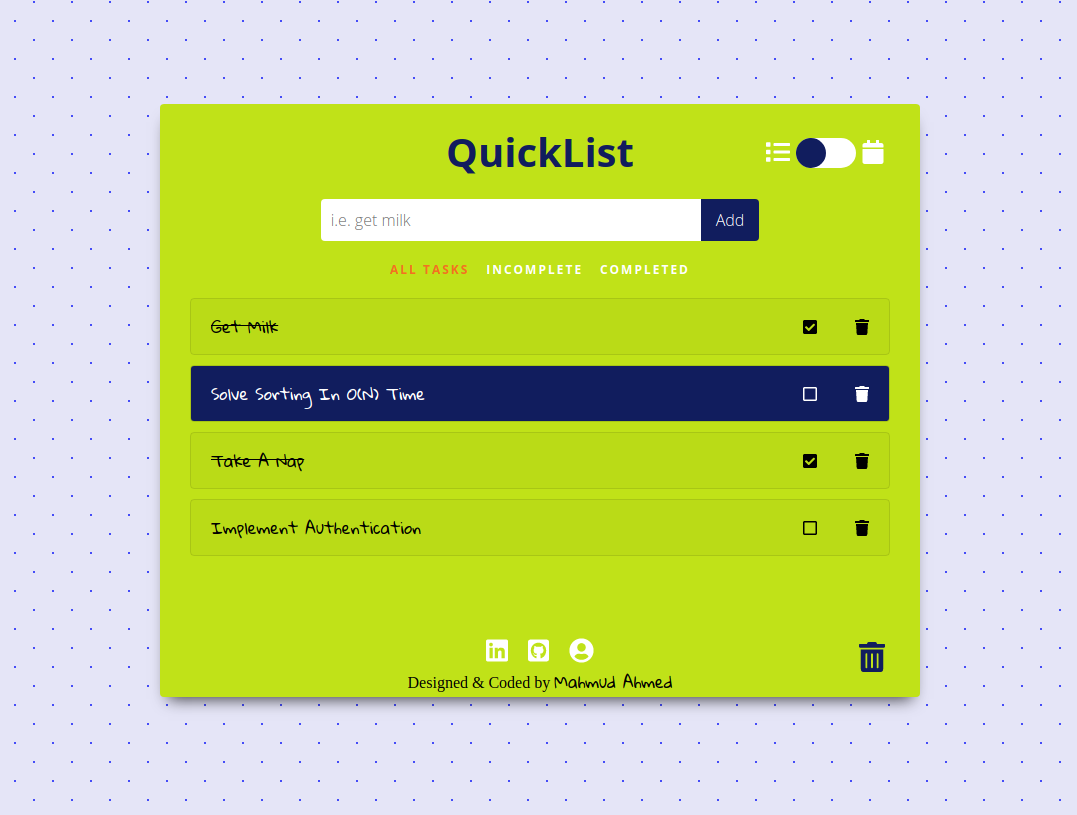 QuickList
i.e. get milk
Add
ALL TASKS INCOMPLETE COMPLETED
Get Milk
Solve Sorting In O(N) Time
Take A Nap
Implement Authentication
Designed & Coded by Mahmud Ahmed